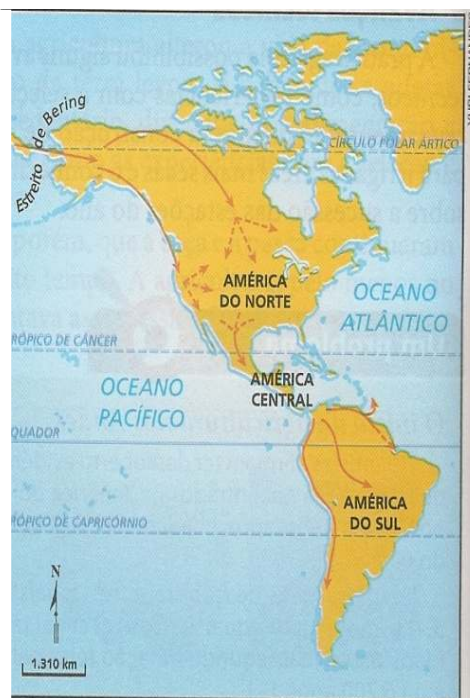 Estreito de Bering
CÍRCULO POLAR ÁRTICO
AMÉRICA
DO NORTE
OCEANO
ATLÂNTICO
RÓPICO DE CÂNCER
AMÉRICA
CENTRAL
OCEANO
PACÍFICO
QUADOR
AMÉRICA
DO SUL
RÓPICO DE CAPRICÓRNIO
N
1.310 km